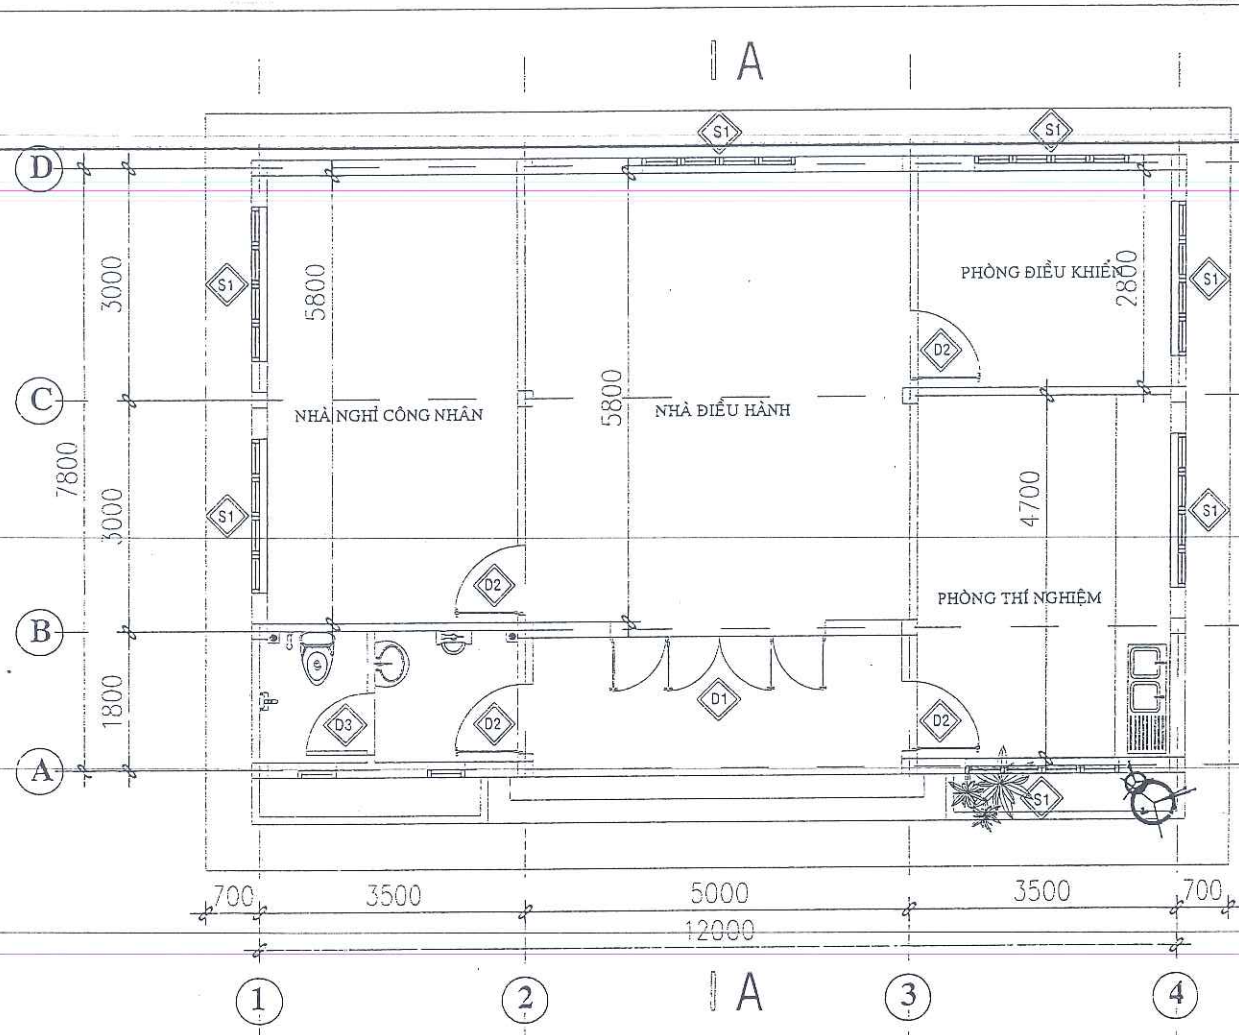 A
S1
S1
D
3000
5800
S1
PHÒNG ĐIỀU KHIỂN
2800
S1
D2
C
NHÀ NGHỈ CÔNG NHÂN
5800
NHÀ ĐIỀU HÀNH
7800
3000
S1
4700
S1
D2
PHÒNG THÍ NGHIỆM
B
1800
D3
D2
D1
D2
A
S1
700
3500
5000
3500
700
12000
1
2
A
3
4